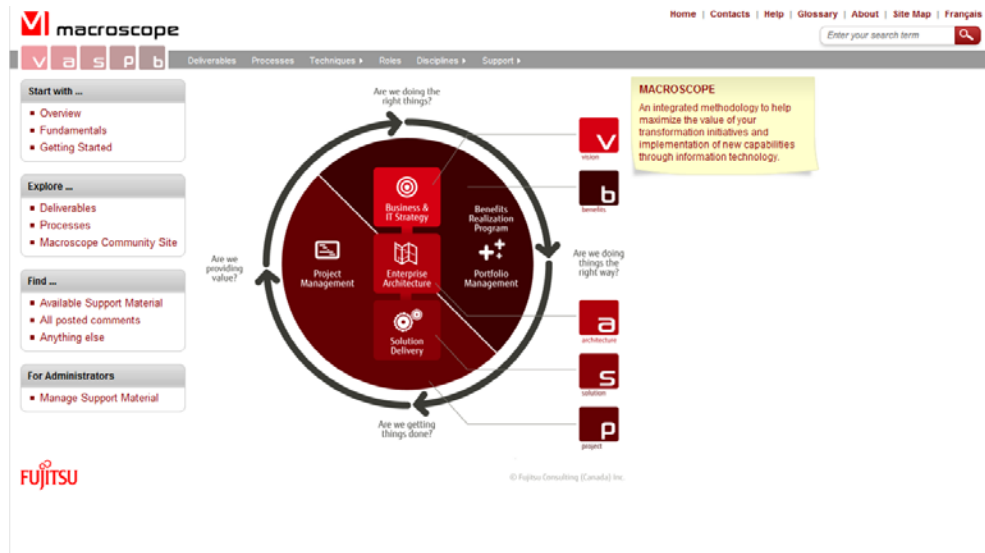 Home | Contacts | Help | Glossary | About | Site Map | Français
macroscope
Enter your search term
v a s p b
Deliverables Processes Techniques Roles Disciplines Support
Start with ...
Overview
Fundamentals
Getting Started
Explore ...
Deliverables
Processes
Macroscope Community Site
Find ...
Available Support Material
All posted comments
Anything else
For Administrators
Manage Support Material
Are we doing the
right things?
Business &
IT Strategy
Benefits
Realization
Program
Portfolio
Management
Project
Management
Enterprise
Architecture
Solution
Delivery
Are we
providing
value?
Are we doing
things the
right way?
Are we getting
things done?
v
vision
b
benefits
a
architecture
s
solution
p
project
MACROSCOPE
An integrated methodology to help
maximize the value of your
transformation initiatives and
implementation of new capabilities
through information technology.
FUJITSU
© Fujitsu Consulting (Canada) Inc.